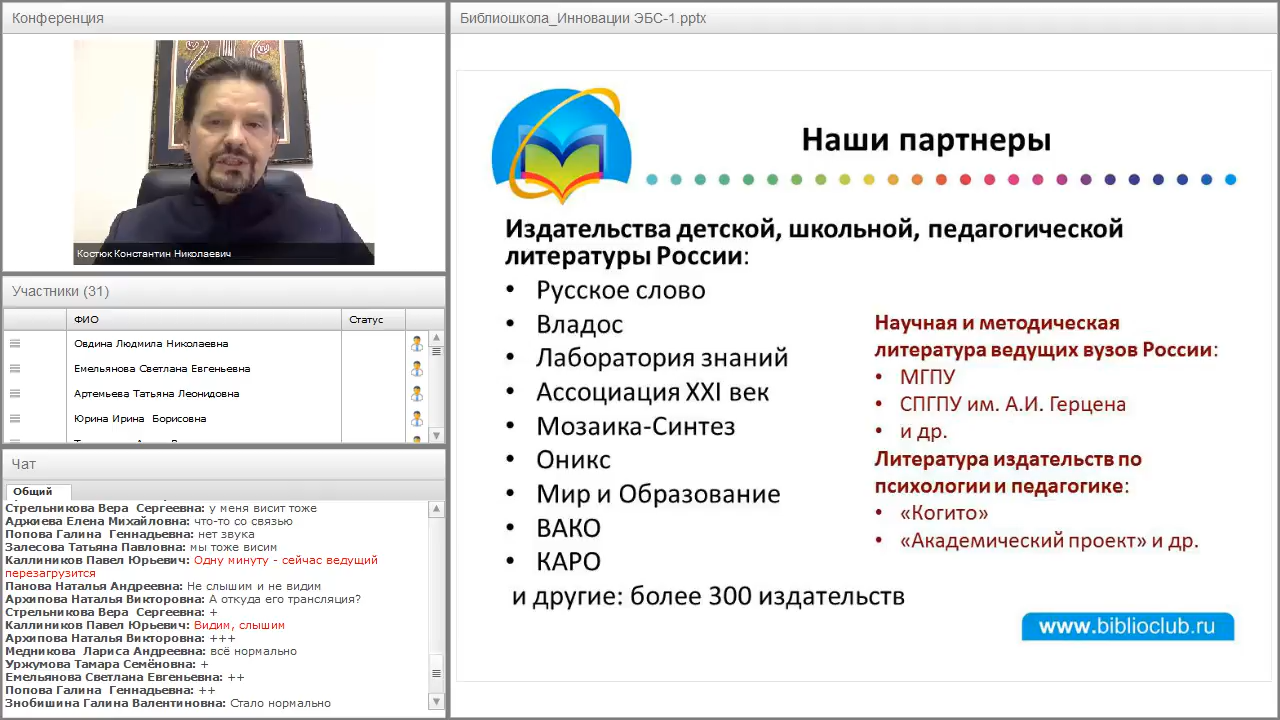 Конференция
Костюк Константин Николаевич
Участники (31)
ФИО
Статус
Овдина Людмила Николаевна
Емельянова Светлана Евгеньевна
Артемьева Татьяна Леонидовна
Юрина Ирина Борисовна
Чат
Общий
Стрельникова Вера Сергеевна: у меня висит тоже
Аджиева Елена Михайловна: что-то со связью
Попова Галина Геннадьевна: нет звука
Залесова Татьяна Павловна: мы тоже висим
Каллиников Павел Юрьевич: Одну минуту - сейчас ведущий
перезагрузится
Панова Наталья Андреевна: Не слышим и не видим
Архипова Наталья Викторовна: А откуда его трансляция?
Стрельникова Вера Сергеевна: +
Каллиников Павел Юрьевич: Видим, слышим
Архипова Наталья Викторовна: +++
Медникова Лариса Андреевна: всё нормально
Уржумова Тамара Семёновна: +
Емельянова Светлана Евгеньевна: ++
Попова Галина Геннадьевна: ++
Знобишина Галина Валентиновна: Стало нормально
Библиошкола_Инновации ЭБС-1.pptx
Наши партнеры
Издательства детской, школьной, педагогической
литературы России:
• Русское слово
• Владос
• Лаборатория знаний
• Ассоциация XXI век
• Мозаика-Синтез
• Оникс
• Мир и Образование
• ВАКО
• КАРО
и другие: более 300 издательств
Научная и методическая
литература ведущих вузов России:
• МГПУ
• СПГПУ им. А.И. Герцена
• и др.
Литература издательств по
психологии и педагогике:
• «Когито»
• «Академический проект» и др.
www.biblioclub.ru